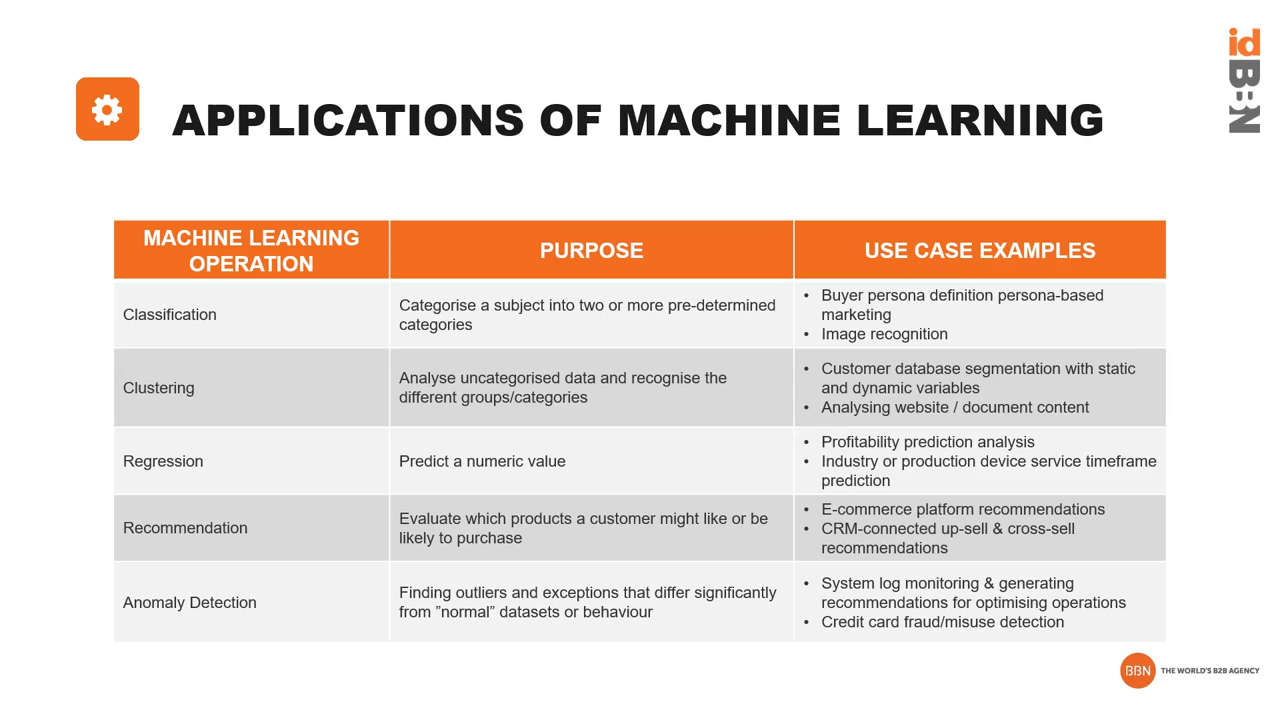 id
BBN
APPLICATIONS OF MACHINE LEARNING
MACHINE LEARNING
OPERATION
PURPOSE
USE CASE EXAMPLES
Classification
Categorise a subject into two or more pre-determined
categories
• Buyer persona definition persona-based
marketing
• Image recognition
Clustering
Analyse uncategorised data and recognise the
different groups/categories
• Customer database segmentation with static
and dynamic variables
• Analysing website / document content
Regression
Predict a numeric value
• Profitability prediction analysis
• Industry or production device service timeframe
prediction
Recommendation
Evaluate which products a customer might like or be
likely to purchase
• E-commerce platform recommendations
• CRM-connected up-sell & cross-sell
recommendations
Anomaly Detection
Finding outliers and exceptions that differ significantly
from ”normal” datasets or behaviour
• System log monitoring & generating
recommendations for optimising operations
• Credit card fraud/misuse detection
BBN THE WORLD'S B2B AGENCY